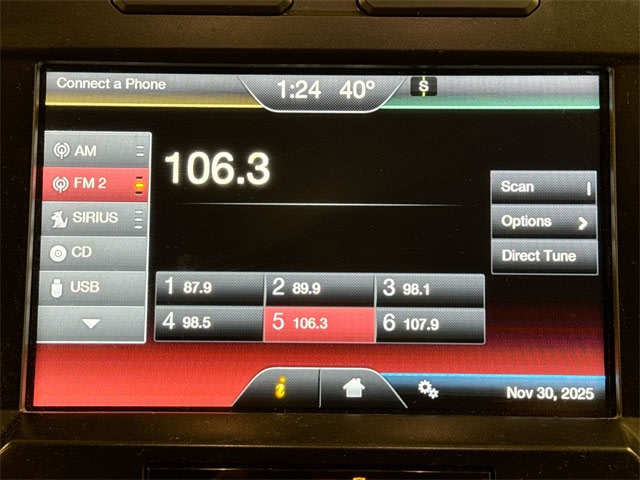 Connect a Phone
1:24 40°
S
AM
FM 2
SIRIUS
CD
USB
106.3
Scan
Options
Direct Tune
1 87.9 2 89.9 3 98.1
4 98.5 5 106.3 6 107.9
i
Nov 30, 2025